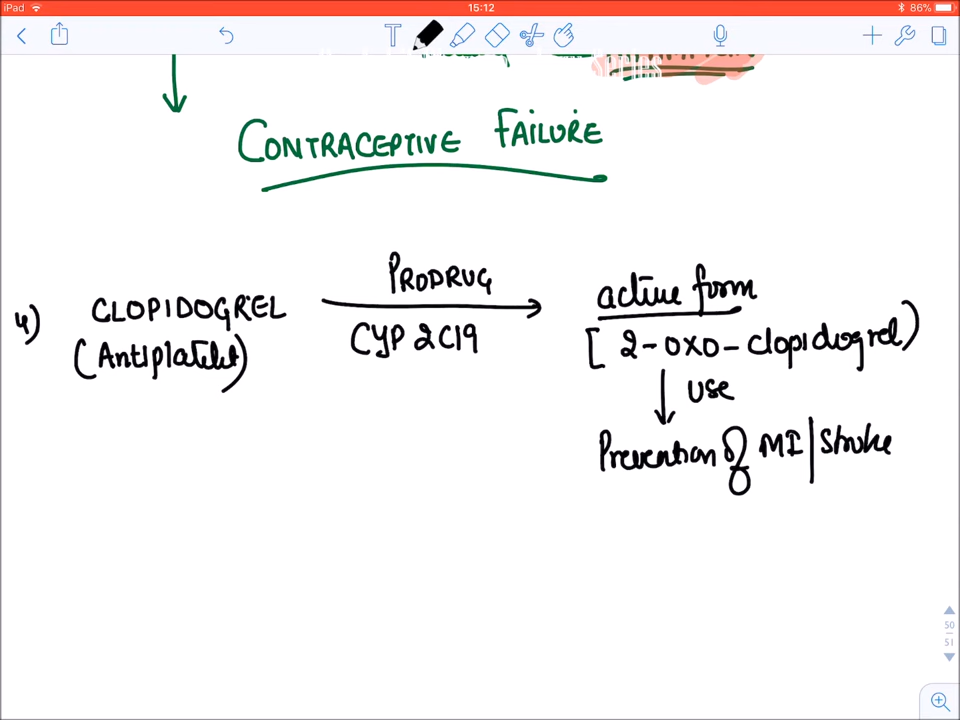 iPad 15:12 86%
T
CONTRACEPTIVE FAILURE
4) CLOPIDOGREL PRODRUG active form
(Antiplatelet) CYP 2C19 [ 2-OXO-clopidogrel)
use
Prevention of MI | Stroke
50
51